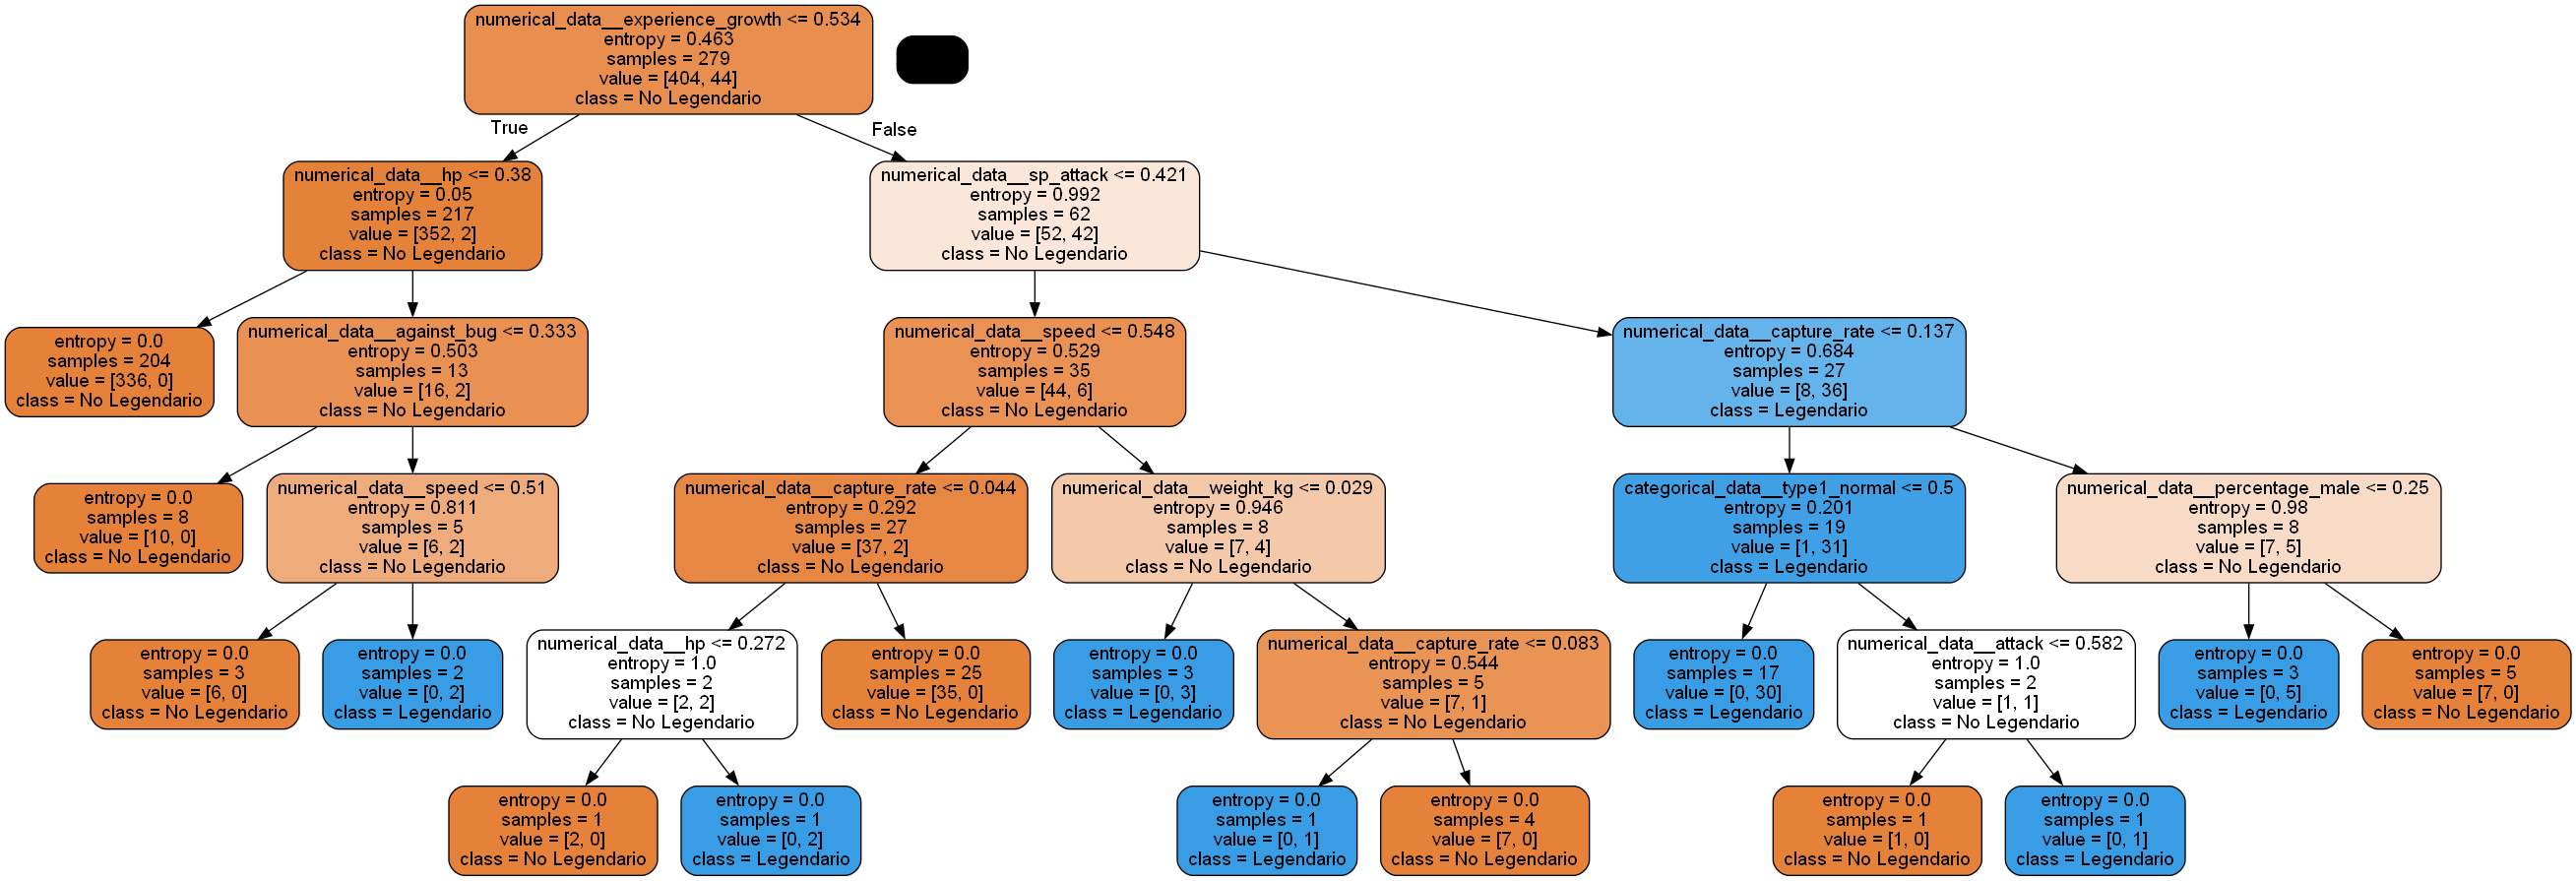 numerical_data__experience_growth <= 0.534
entropy = 0.463
samples = 279
value = [404, 44]
class = No Legendario
True
False
numerical_data__hp <= 0.38
entropy = 0.05
samples = 217
value = [352, 2]
class = No Legendario
numerical_data__sp_attack <= 0.421
entropy = 0.992
samples = 62
value = [52, 42]
class = No Legendario
entropy = 0.0
samples = 204
value = [336, 0]
class = No Legendario
numerical_data__against_bug <= 0.333
entropy = 0.503
samples = 13
value = [16, 2]
class = No Legendario
numerical_data__speed <= 0.548
entropy = 0.529
samples = 35
value = [44, 6]
class = No Legendario
numerical_data__capture_rate <= 0.137
entropy = 0.684
samples = 27
value = [8, 36]
class = Legendario
entropy = 0.0
samples = 8
value = [10, 0]
class = No Legendario
numerical_data__speed <= 0.51
entropy = 0.811
samples = 5
value = [6, 2]
class = No Legendario
numerical_data__capture_rate <= 0.044
entropy = 0.292
samples = 27
value = [37, 2]
class = No Legendario
numerical_data__weight_kg <= 0.029
entropy = 0.946
samples = 8
value = [7, 4]
class = No Legendario
categorical_data__type1_normal <= 0.5
entropy = 0.201
samples = 19
value = [1, 31]
class = Legendario
numerical_data__percentage_male <= 0.25
entropy = 0.98
samples = 8
value = [7, 5]
class = No Legendario
entropy = 0.0
samples = 3
value = [6, 0]
class = No Legendario
entropy = 0.0
samples = 2
value = [0, 2]
class = Legendario
numerical_data__hp <= 0.272
entropy = 1.0
samples = 2
value = [2, 2]
class = No Legendario
entropy = 0.0
samples = 25
value = [35, 0]
class = No Legendario
entropy = 0.0
samples = 3
value = [0, 3]
class = Legendario
numerical_data__capture_rate <= 0.083
entropy = 0.544
samples = 5
value = [7, 1]
class = No Legendario
entropy = 0.0
samples = 17
value = [0, 30]
class = Legendario
numerical_data__attack <= 0.582
entropy = 1.0
samples = 2
value = [1, 1]
class = No Legendario
entropy = 0.0
samples = 3
value = [0, 5]
class = Legendario
entropy = 0.0
samples = 5
value = [7, 0]
class = No Legendario
entropy = 0.0
samples = 1
value = [2, 0]
class = No Legendario
entropy = 0.0
samples = 1
value = [0, 2]
class = Legendario
entropy = 0.0
samples = 1
value = [0, 1]
class = Legendario
entropy = 0.0
samples = 4
value = [7, 0]
class = No Legendario
entropy = 0.0
samples = 1
value = [1, 0]
class = No Legendario
entropy = 0.0
samples = 1
value = [0, 1]
class = Legendario